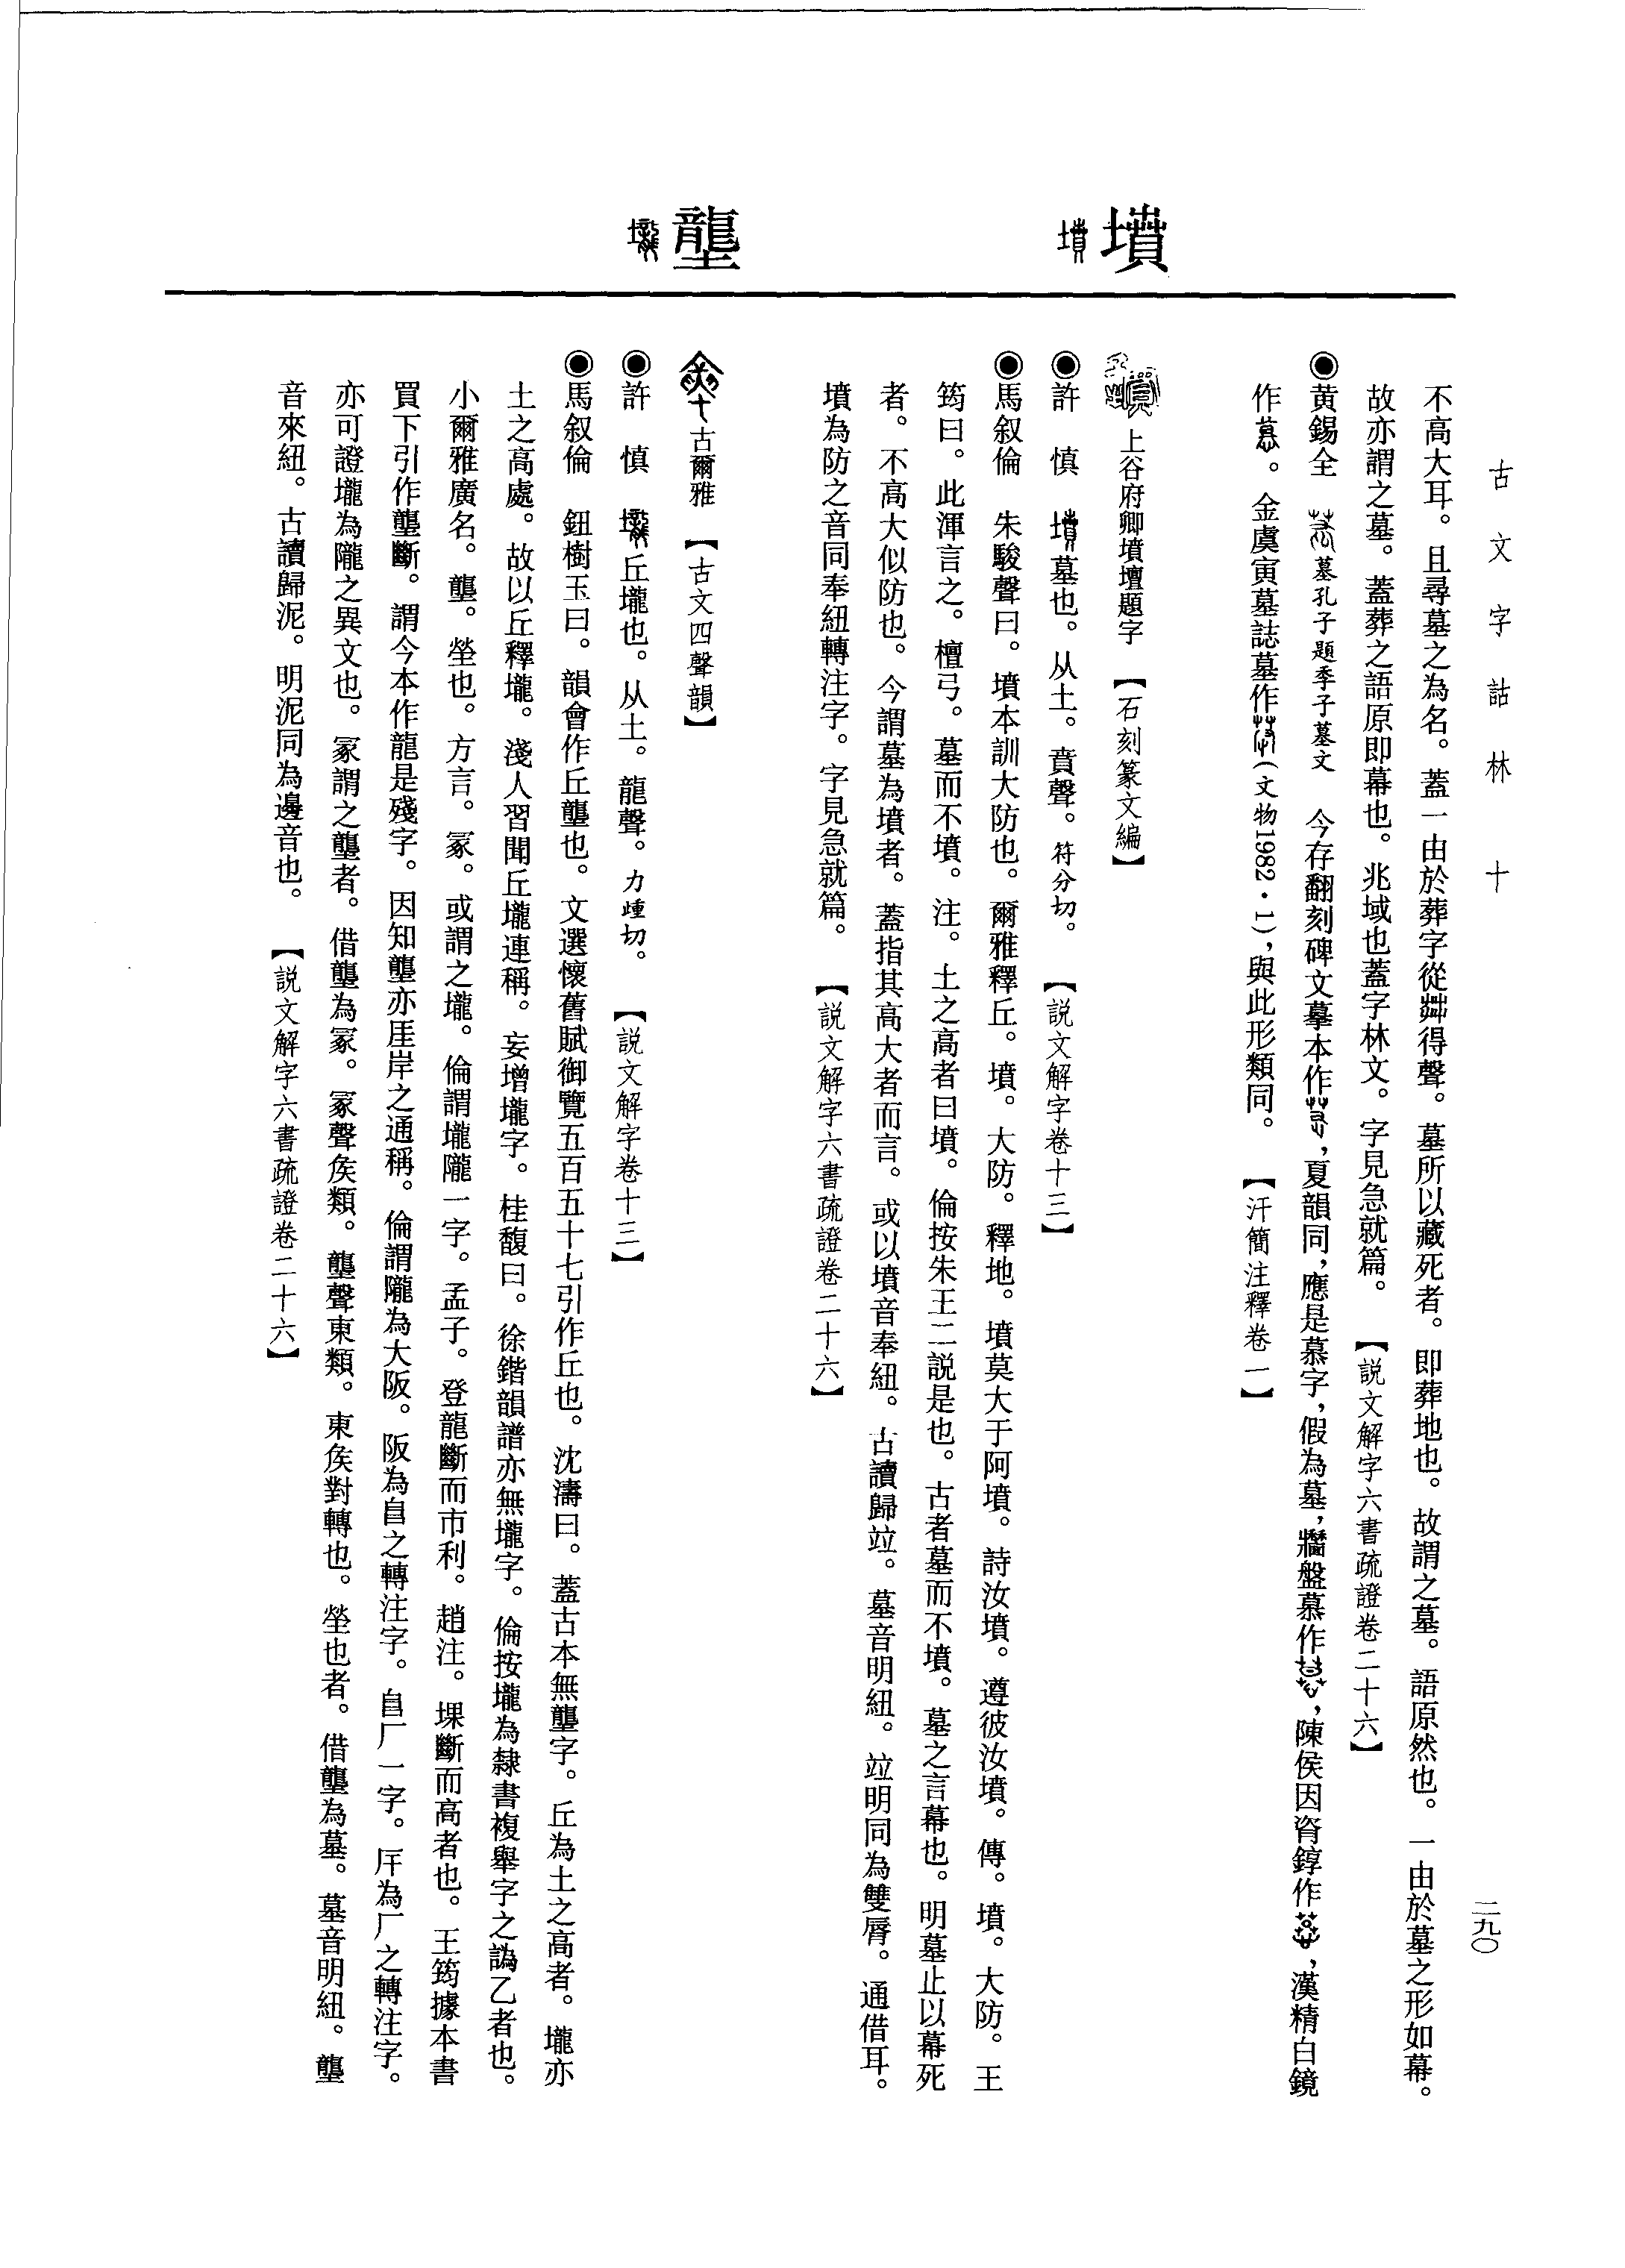 古文字詁林 十
二九〇
墳
壟
不高大耳。且尋墓之為名。蓋一由於葬字從茻得聲。墓所以藏死者。即葬地也。故謂之墓。語原然也。一由於墓之形如幕。
故亦謂之墓。蓋葬之語原即幕也。兆域也蓋字林文。字見急就篇。 【説文解字六書疏證卷二十六】
◉黄錫全 墓孔子題季子墓文 今存翻刻碑文摹本作,夏韻同,應是慕字,假為墓,牆盤慕作,陳侯因𬤇錞作,漢精白鏡
作。金虞寅墓誌墓作(文物1982·1),與此形類同。 【汗簡注釋卷一】
上谷府卿墳壇題字 【石刻篆文編】
◉許 慎 墓也。从土。賁聲。符分切。 【説文解字卷十三】
◉馬叙倫 朱駿聲曰。墳本訓大防也。爾雅釋丘。墳。大防。釋地。墳莫大于阿墳。詩汝墳。遵彼汝墳。傳。墳。大防。王
筠曰。此渾言之。檀弓。墓而不墳。注。土之高者曰墳。倫按朱王二説是也。古者墓而不墳。墓之言幕也。明墓止以幕死
者。不高大似防也。今謂墓為墳者。蓋指其高大者而言。或以墳音奉紐。古讀歸竝。墓音明紐。竝明同為雙脣。通借耳。
墳為防之音同奉紐轉注字。字見急就篇。 【説文解字六書疏證卷二十六】
古爾雅 【古文四聲韻】
◉許 慎 丘壠也。从土。龍聲。力歱切。 【説文解字卷十三】
◉馬叙倫 鈕樹玉曰。韻會作丘壟也。文選懷舊賦御覽五百五十七引作丘也。沈濤曰。蓋古本無壟字。丘為土之高者。壠亦
土之高處。故以丘釋壠。淺人習聞丘壠連稱。妄增壠字。桂馥曰。徐鍇韻譜亦無壠字。倫按壠為隸書複舉字之譌乙者也。
小爾雅廣名。壟。塋也。方言。冢。或謂之壠。倫謂壠隴一字。孟子。登龍斷而市利。趙注。堁斷而高者也。王筠據本書
買下引作壟斷。謂今本作龍是殘字。因知壟亦厓岸之通稱。倫謂隴為大阪。阪為𨸏之轉注字。𨸏厂一字。厈為厂之轉注字。
亦可證壠為隴之異文也。冢謂之壟者。借壟為冢。冢聲矦類。壟聲東類。東矦對轉也。塋也者。借壟為墓。墓音明紐。壟
音來紐。古讀歸泥。明泥同為邊音也。 【説文解字六書疏證卷二十六】